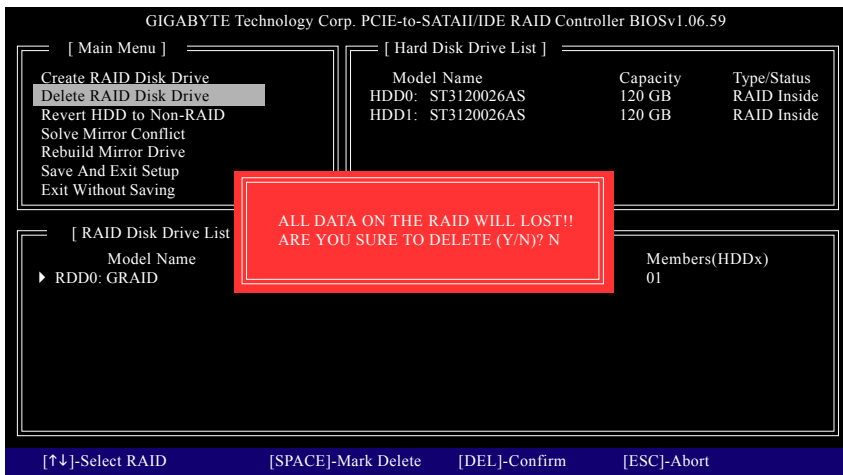 GIGABYTE Technology Corp. PCIE-to-SATAII/IDE RAID Controller BIOSv1.06.59
[ Main Menu ]
Create RAID Disk Drive
Delete RAID Disk Drive
Revert HDD to Non-RAID
Solve Mirror Conflict
Rebuild Mirror Drive
Save And Exit Setup
Exit Without Saving
[ Hard Disk Drive List ]
Model Name Capacity Type/Status
HDD0: ST3120026AS 120 GB RAID Inside
HDD1: ST3120026AS 120 GB RAID Inside
ALL DATA ON THE RAID WILL LOST!!
ARE YOU SURE TO DELETE (Y/N)? N
[ RAID Disk Drive List
Model Name Members(HDDx)
RDD0: GRAID 01
[↑↓]-Select RAID [SPACE]-Mark Delete [DEL]-Confirm [ESC]-Abort